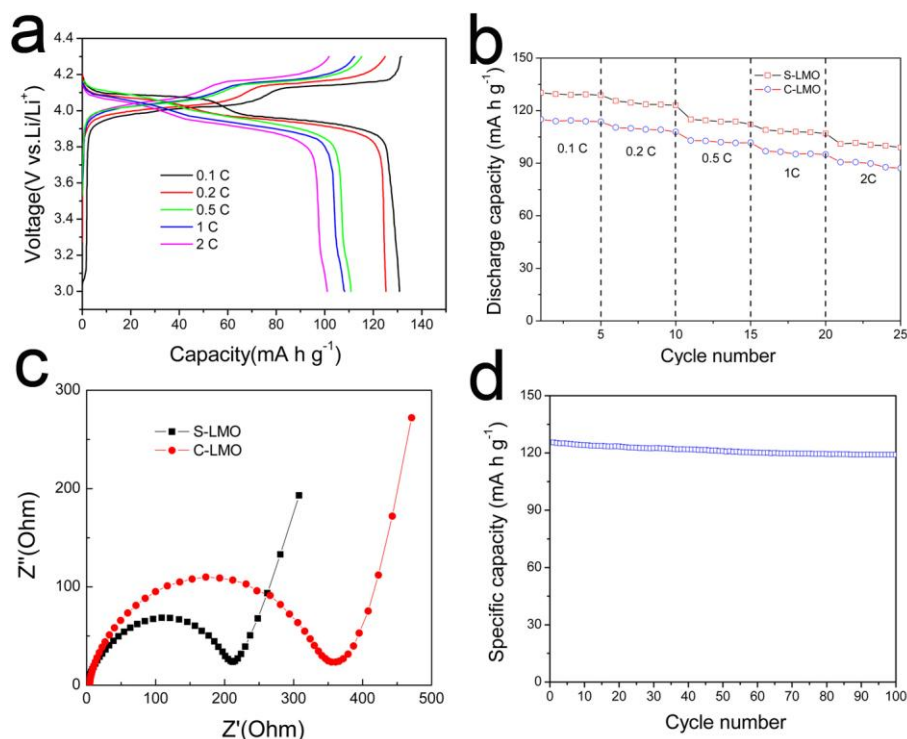 a
4.4
4.2
4.0
3.8
3.6
3.4
3.2
3.0
Voltage(V vs.Li/Li+)
0.1 C
0.2 C
0.5 C
1 C
2 C
0 20 40 60 80 100 120 140
Capacity(mA h g-1)
b
150
120
90
60
30
0
Discharge capacity (mA h g-1)
S-LMO
C-LMO
0.1 C
0.2 C
0.5 C
1C
2C
5 10 15 20 25
Cycle number
c
300
200
100
0
Z''(Ohm)
S-LMO
C-LMO
0 100 200 300 400 500
Z'(Ohm)
d
150
120
90
60
30
0
Specific capacity (mA h g-1)
0 10 20 30 40 50 60 70 80 90 100
Cycle number